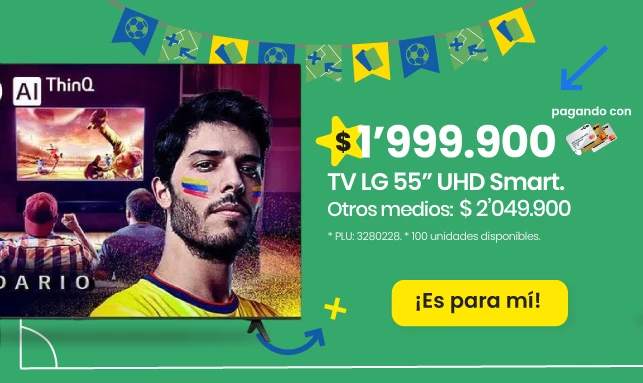 AI ThinQ
pagando con
$1’999.900
TV LG 55” UHD Smart.
Otros medios: $ 2’049.900
* PLU: 3280228. * 100 unidades disponibles.
DARIO
¡Es para mí!